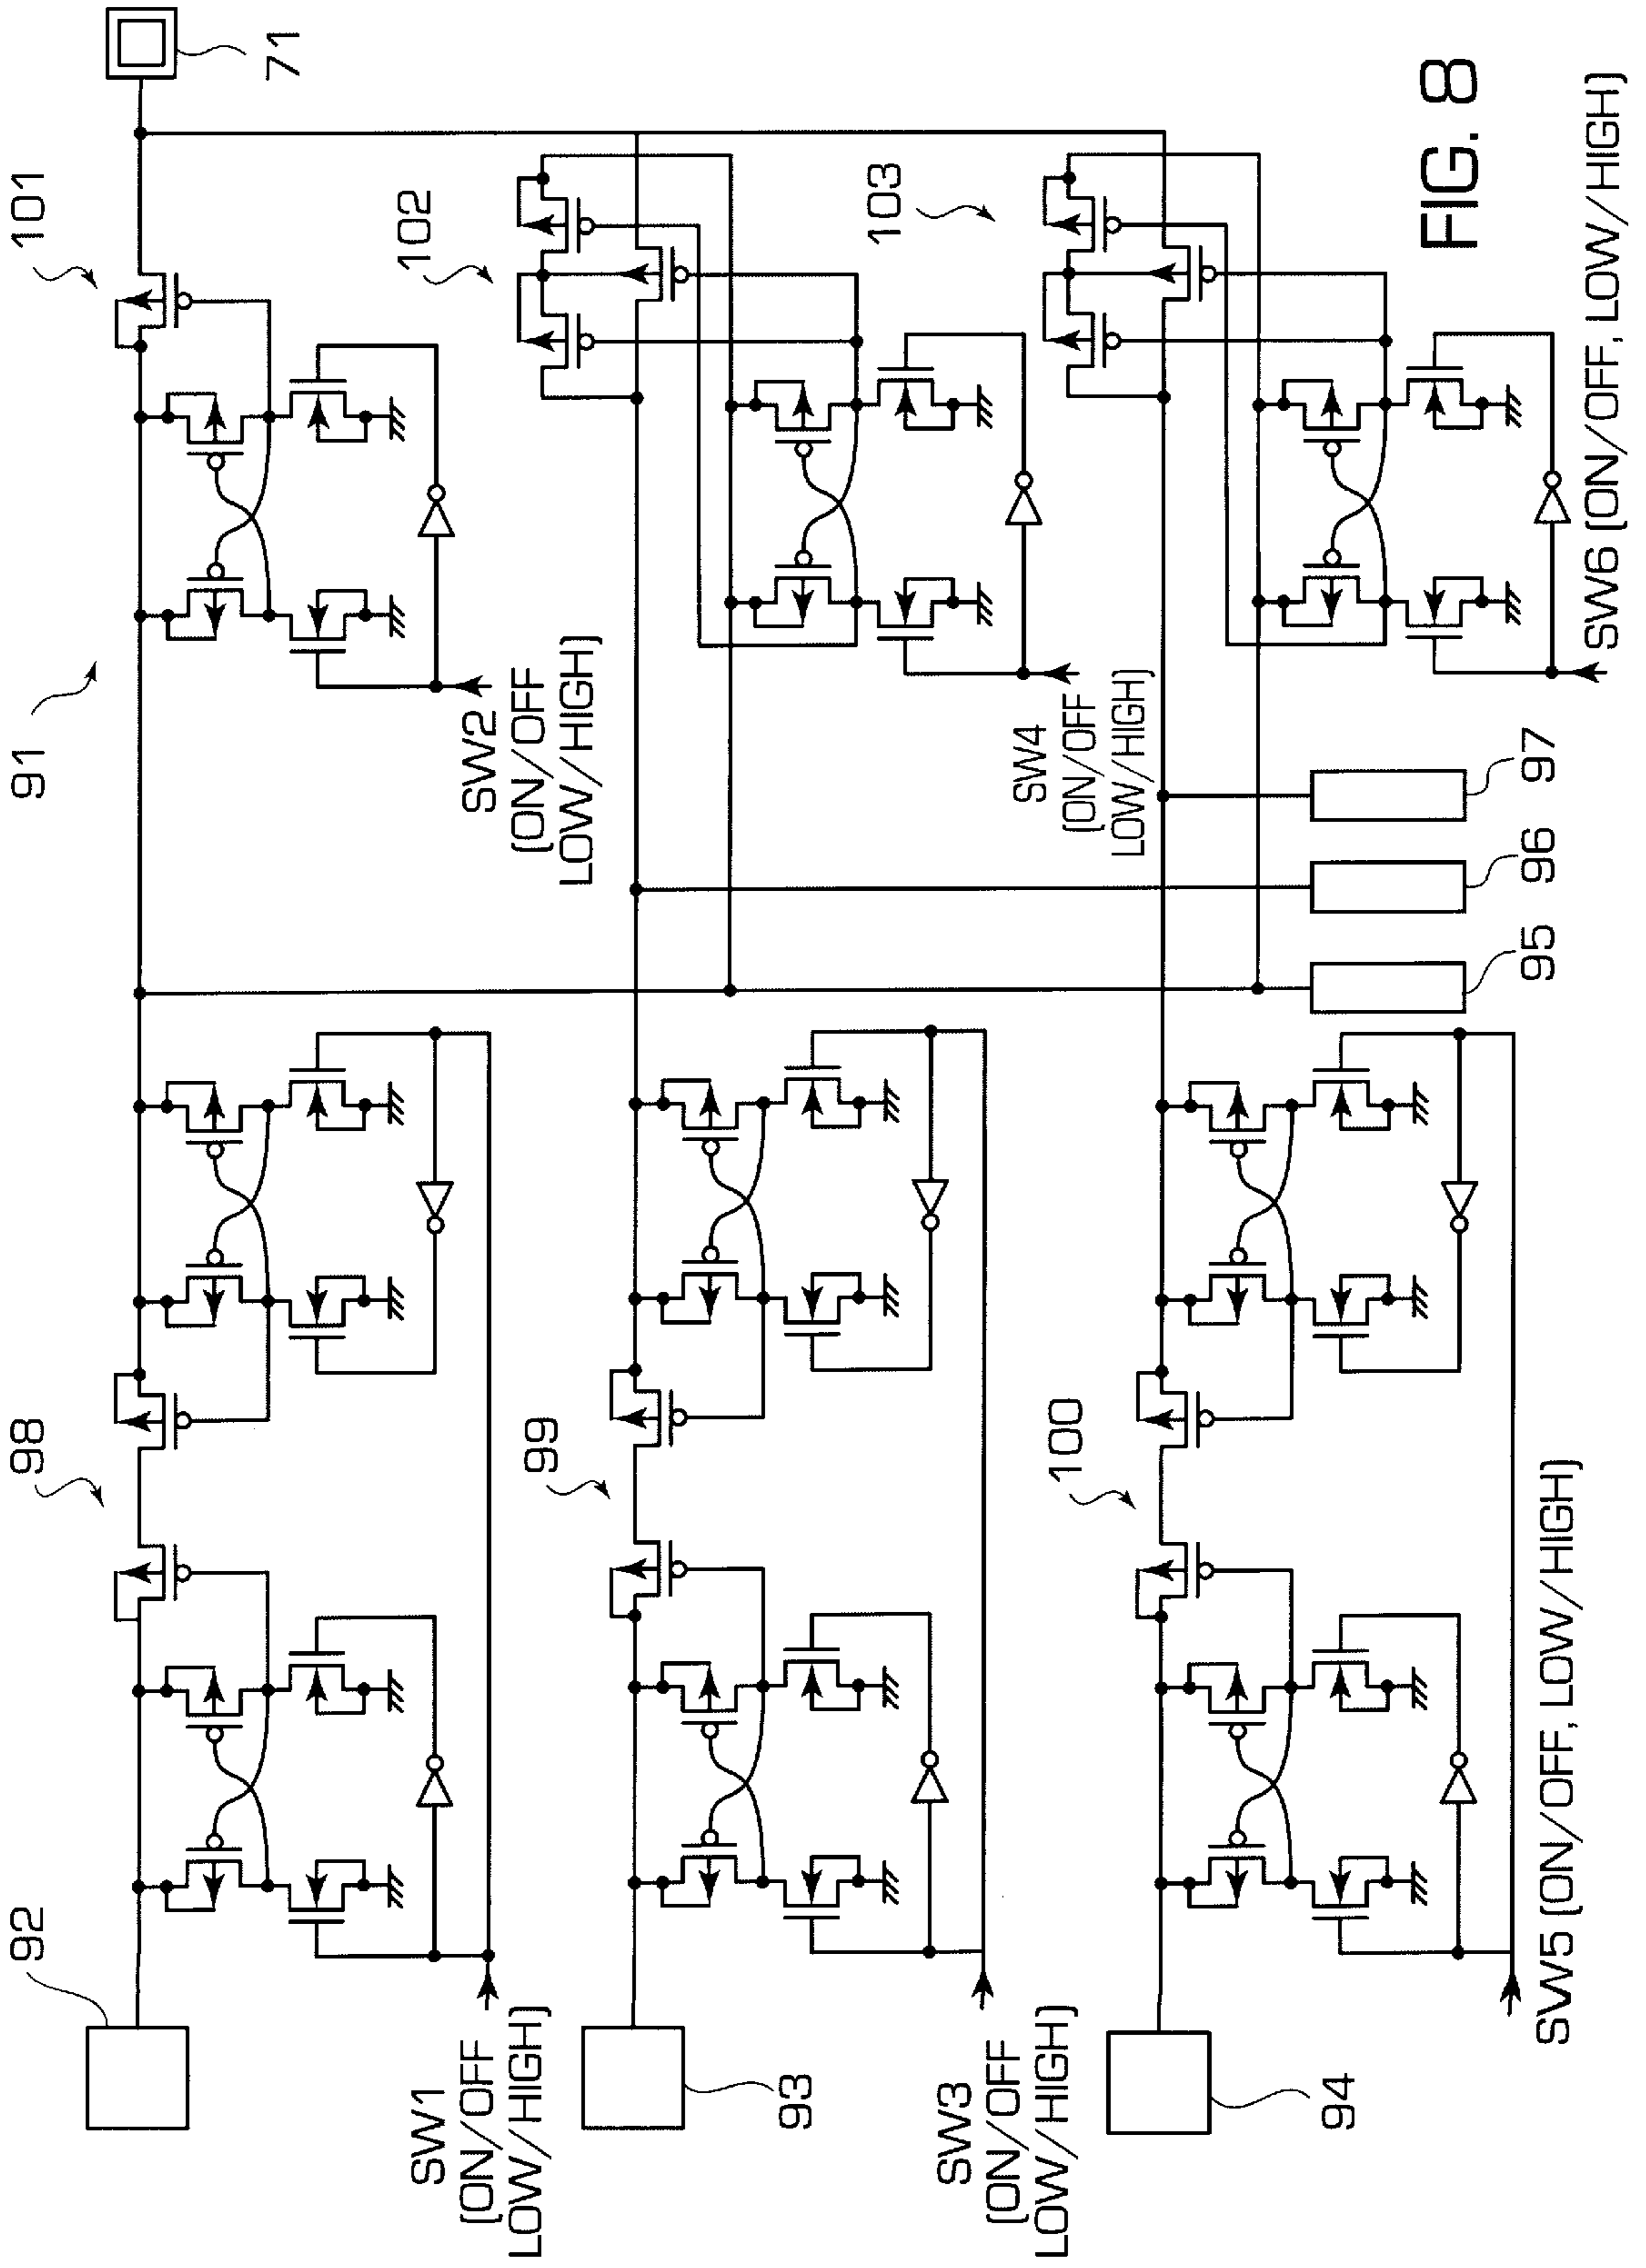 FIG. 8
91
92
98
101
71
SW1
(ON/OFF
LOW/HIGH)
SW2
(ON/OFF
LOW/HIGH)
93
99
102
SW3
(ON/OFF
LOW/HIGH)
SW4
(ON/OFF
LOW/HIGH)
94
100
103
95
96
97
SW5 (ON/OFF, LOW/HIGH)
SW6 (ON/OFF, LOW/HIGH)